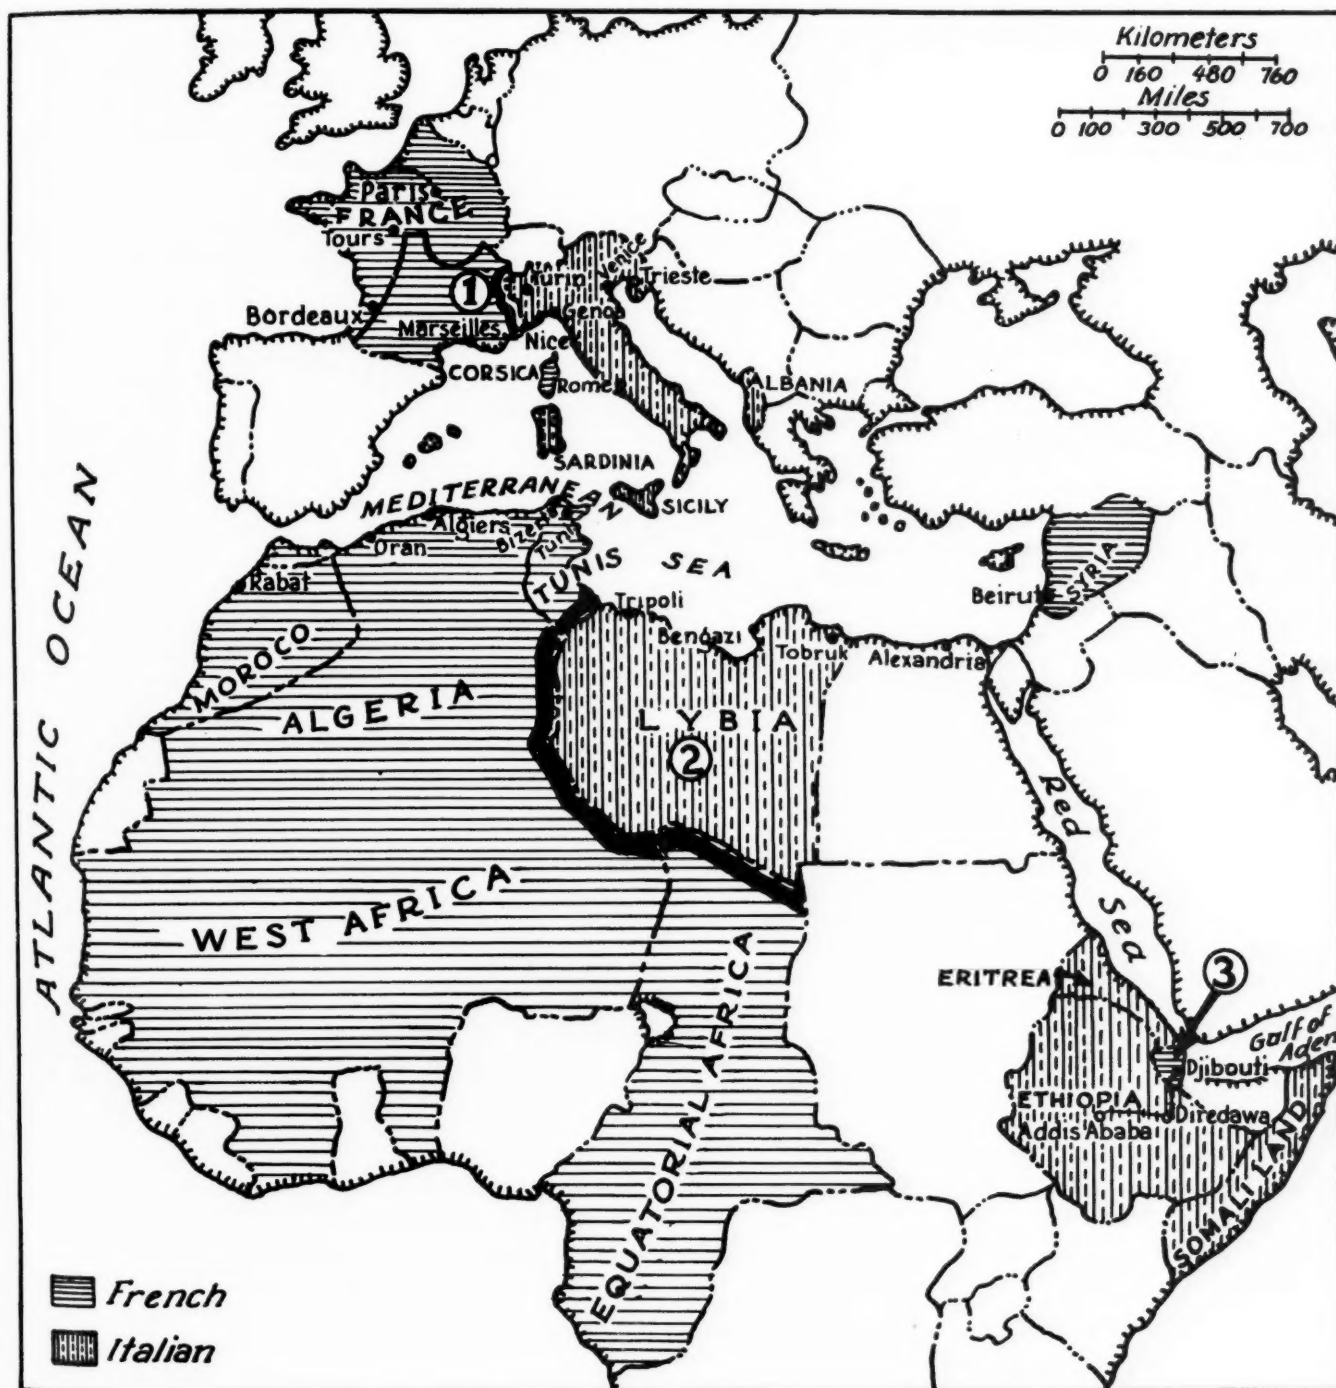 Kilometers
0 160 480 760
Miles
0 100 300 500 700
Paris
FRANCE
Tours
Venice
Turin
Trieste
1
Bordeaux
Genoa
Marseilles
Nice
CORSICA
Rome
ALBANIA
SARDINIA
MEDITERRANEAN
SICILY
Algiers
Bizerte
Tunis
Oran
TUNIS
SEA
SYRIA
Rabat
Beirut
Tripoli
Bengazi
Tobruk
Alexandria
ATLANTIC OCEAN
MOROCO
ALGERIA
LYBIA
2
Red Sea
WEST AFRICA
ERITREA
3
EQUATORIAL AFRICA
Gulf of
Aden
Djibouti
ETHIOPIA
Diredawa
Addis Ababa
SOMALILAND
French
Italian